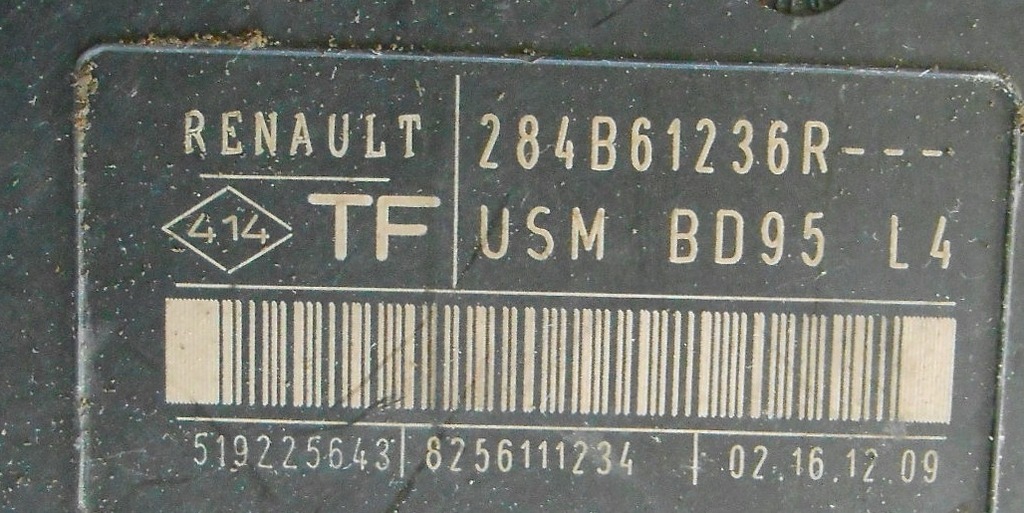 RENAULT 284B61236R---
414 TF USM BD95 L4
519225643 8256111234 02.16.12.09